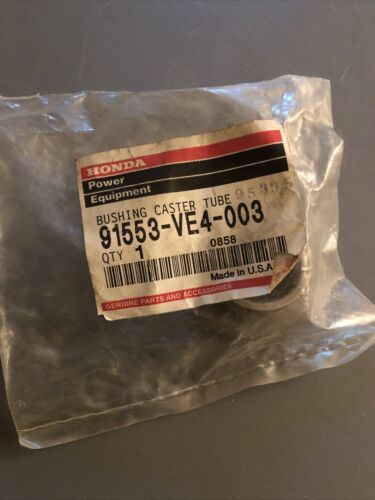 HONDA
Power
Equipment
BUSHING CASTER TUBE
91553-VE4-003
QTY 1
0858
Made in U.S.A
GENUINE PARTS AND ACCESSORIES